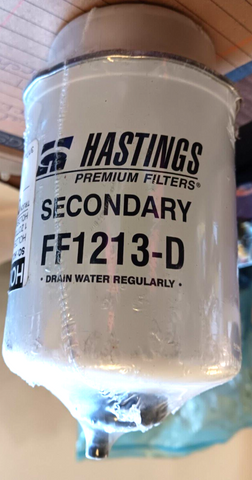 HASTINGS
PREMIUM FILTERS®
SECONDARY
FF1213-D
• DRAIN WATER REGULARLY •